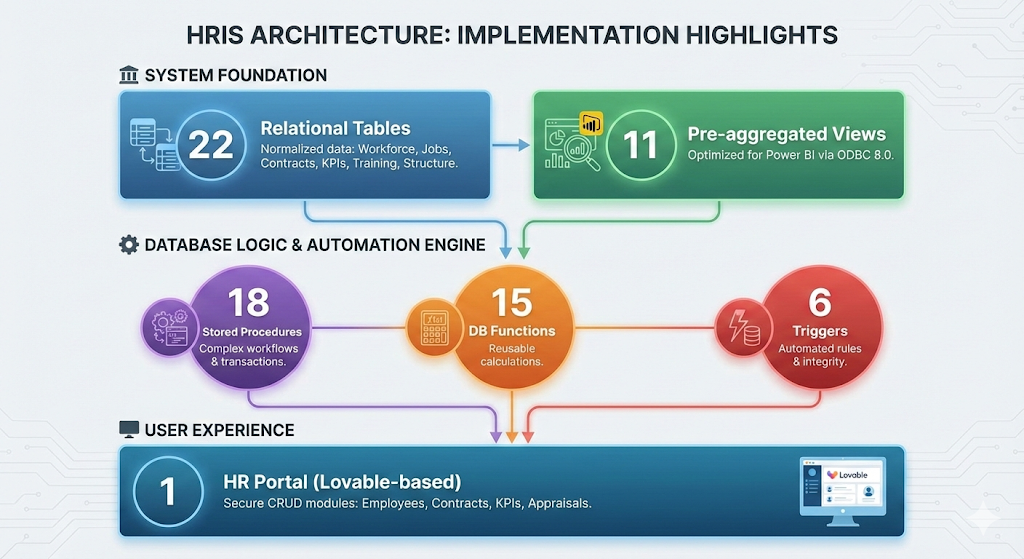 HRIS ARCHITECTURE: IMPLEMENTATION HIGHLIGHTS
SYSTEM FOUNDATION
22
Relational Tables
Normalized data: Workforce, Jobs,
Contracts, KPIs, Training, Structure.
11
Pre-aggregated Views
Optimized for Power BI via ODBC 8.0.
DATABASE LOGIC & AUTOMATION ENGINE
18
Stored Procedures
Complex workflows
& transactions.
15
DB Functions
Reusable
calculations.
6
Triggers
Automated rules
& integrity.
USER EXPERIENCE
1
HR Portal (Lovable-based)
Secure CRUD modules: Employees, Contracts, KPIs, Appraisals.
Lovable